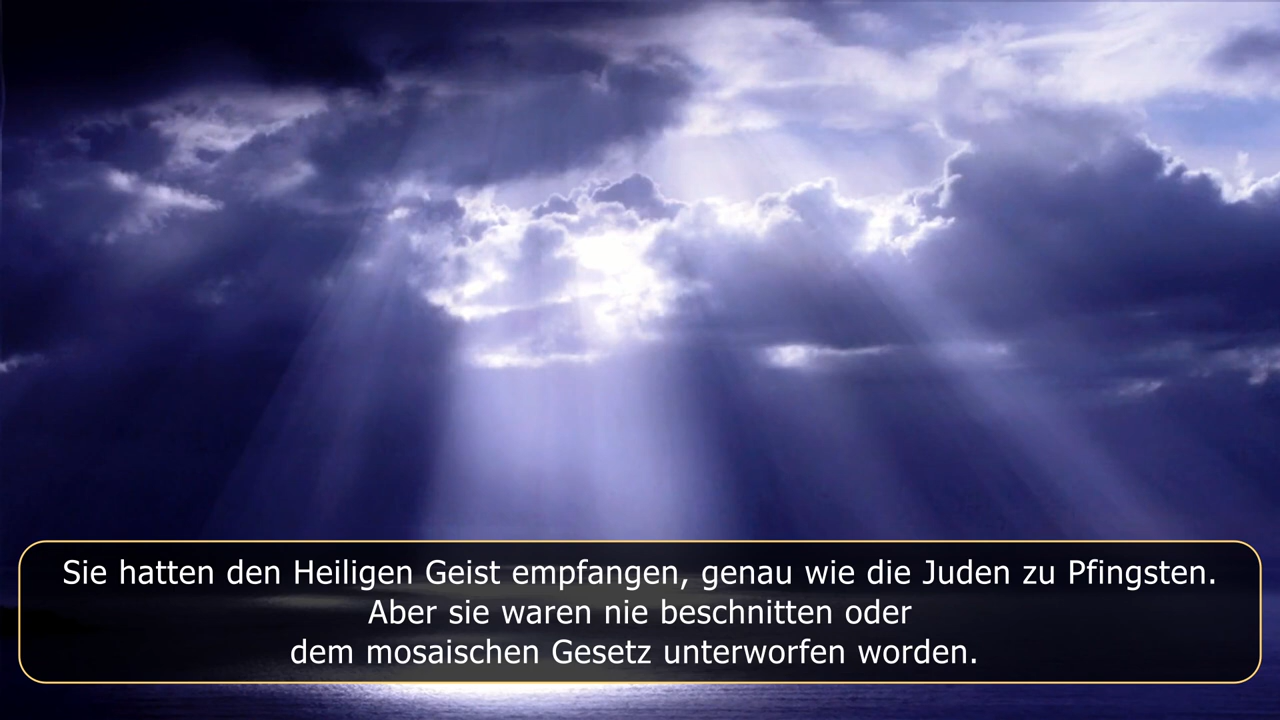 Sie hatten den Heiligen Geist empfangen, genau wie die Juden zu Pfingsten.
Aber sie waren nie beschnitten oder
dem mosaischen Gesetz unterworfen worden.